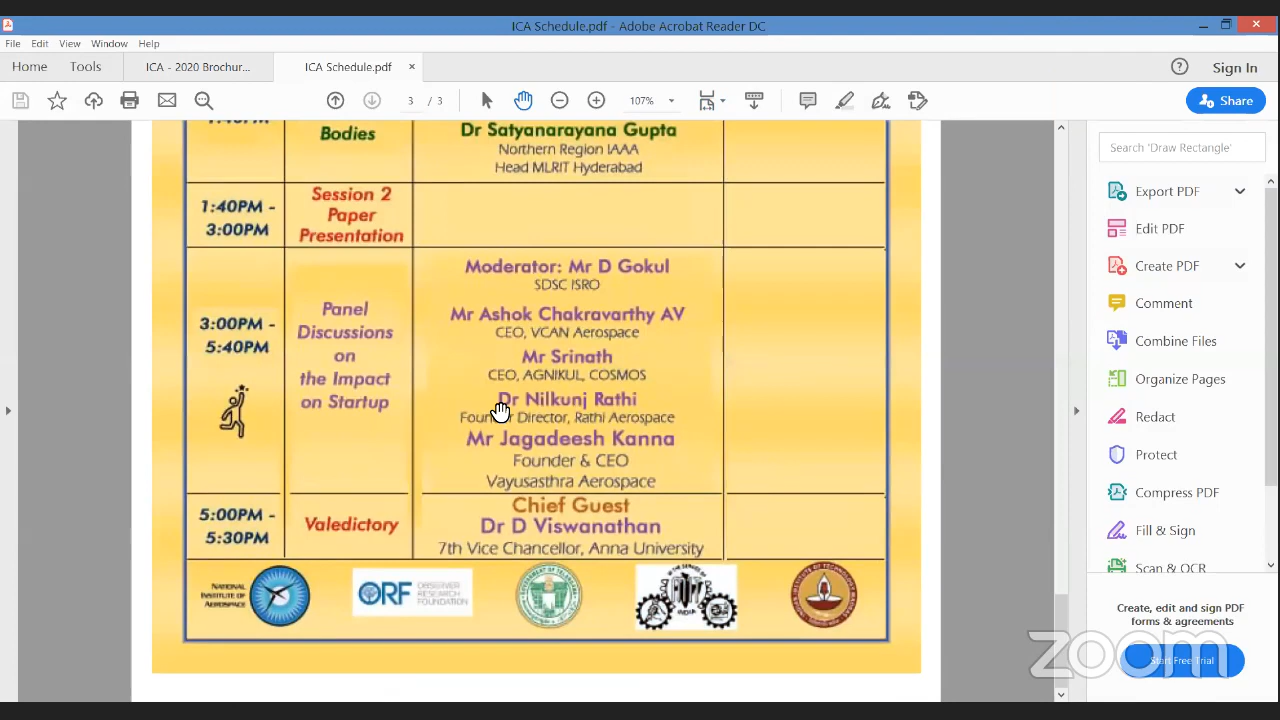 ICA Schedule.pdf - Adobe Acrobat Reader DC
File Edit View Window Help
Home Tools ICA - 2020 Brochur... ICA Schedule.pdf × Sign In
3 / 3 107% Share
Bodies
Dr Satyanarayana Gupta
Northern Region IAAA
Head MLRIT Hyderabad
1:40PM -
3:00PM
Session 2
Paper
Presentation
3:00PM -
5:40PM
Panel
Discussions
on
the Impact
on Startup
Moderator: Mr D Gokul
SDSC ISRO
Mr Ashok Chakravarthy AV
CEO, VCAN Aerospace
Mr Srinath
CEO, AGNIKUL, COSMOS
Dr Nilkunj Rathi
Founder Director, Rathi Aerospace
Mr Jagadeesh Kanna
Founder & CEO
Vayusasthra Aerospace
5:00PM -
5:30PM
Valedictory
Chief Guest
Dr D Viswanathan
7th Vice Chancellor, Anna University
NATIONAL
INSTITUTE OF
AEROSPACE
ORF OBSERVER
RESEARCH
FOUNDATION
Search 'Draw Rectangle'
Export PDF
Edit PDF
Create PDF
Comment
Combine Files
Organize Pages
Redact
Protect
Compress PDF
Fill & Sign
Scan & OCR
Create, edit and sign PDF
forms & agreements
Start Free Trial
zoom